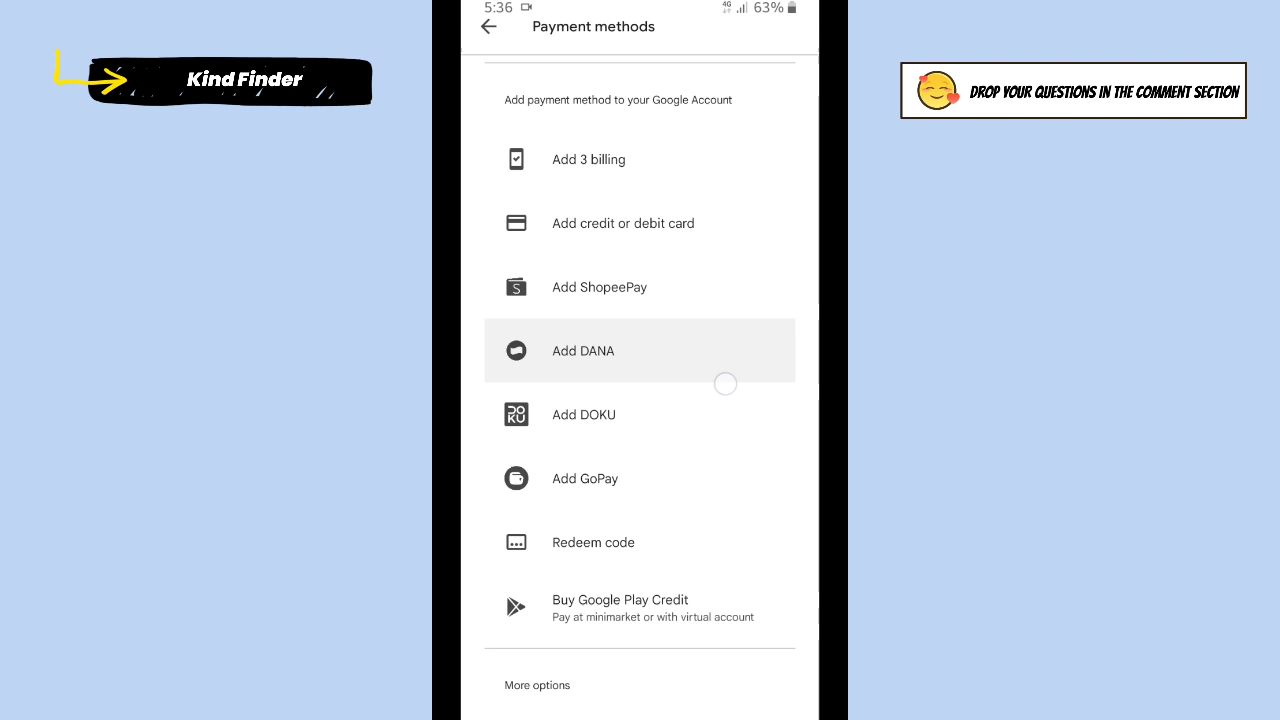 5:36
4G
63%
Payment methods
Kind Finder
DROP YOUR QUESTIONS IN THE COMMENT SECTION
Add payment method to your Google Account
Add 3 billing
Add credit or debit card
S
Add ShopeePay
Add DANA
DOKU
Add DOKU
Add GoPay
Redeem code
Buy Google Play Credit
Pay at minimarket or with virtual account
More options